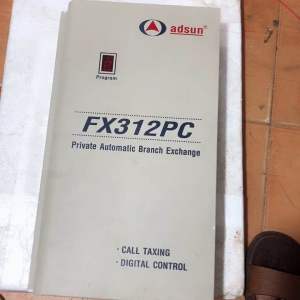 adsun
Program
FX312PC
Private Automatic Branch Exchange
· CALL TAXING
· DIGITAL CONTROL